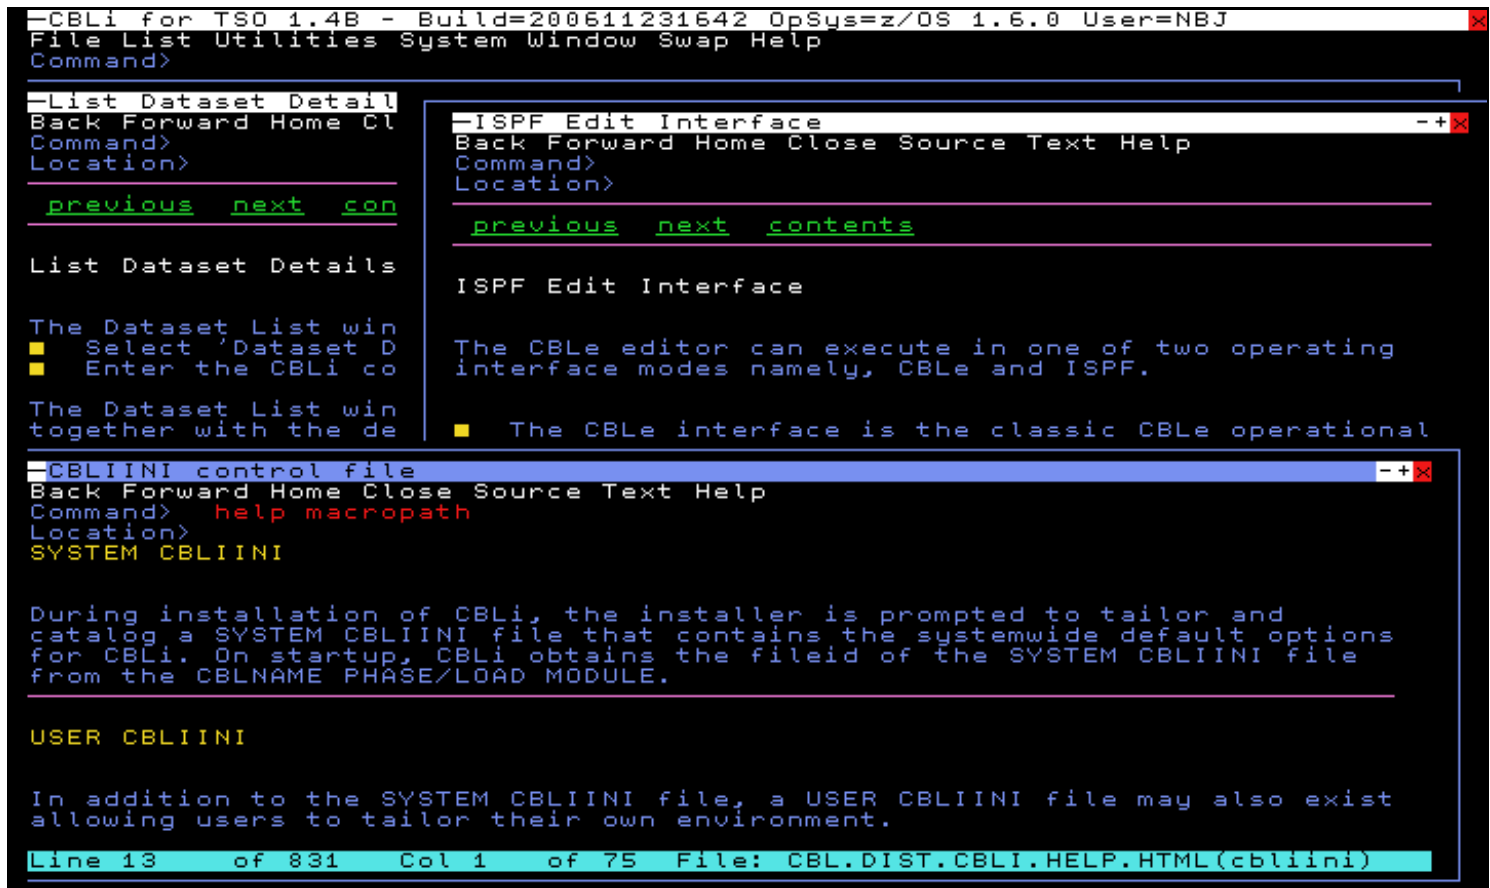 CBLi for TSO 1.4B - Build=200611231642 OpSys=z/OS 1.6.0 User=NBJ ×
File List Utilities System Window Swap Help
Command>
List Dataset Detail
Back Forward Home Cl
Command>
Location>
previous next con
List Dataset Details
The Dataset List win
Select 'Dataset D
Enter the CBLi co
The Dataset List win
together with the de
ISPF Edit Interface - + ×
Back Forward Home Close Source Text Help
Command>
Location>
previous next contents
ISPF Edit Interface
The CBLe editor can execute in one of two operating
interface modes namely, CBLe and ISPF.
The CBLe interface is the classic CBLe operational
CBLIINI control file - + ×
Back Forward Home Close Source Text Help
Command> help macropath
Location>
SYSTEM CBLIINI
During installation of CBLi, the installer is prompted to tailor and
catalog a SYSTEM CBLIINI file that contains the systemwide default options
for CBLi. On startup, CBLi obtains the fileid of the SYSTEM CBLIINI file
from the CBLNAME PHASE/LOAD MODULE.
USER CBLIINI
In addition to the SYSTEM CBLIINI file, a USER CBLIINI file may also exist
allowing users to tailor their own environment.
Line 13 of 831 Col 1 of 75 File: CBL.DIST.CBLI.HELP.HTML(cbliini)